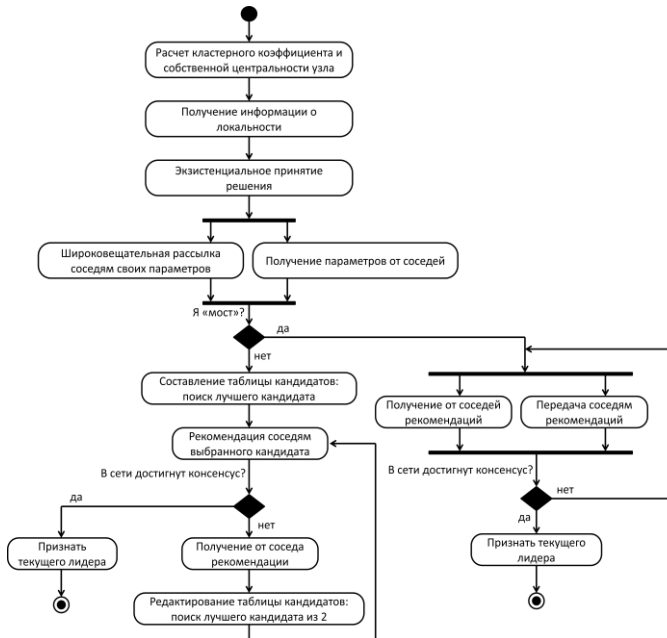 Расчет кластерного коэффициента и
собственной центральности узла
Получение информации о
локальности
Экзистенциальное принятие
решения
Широковещательная рассылка
соседям своих параметров
Получение параметров от соседей
Я «мост»?
да
нет
Составление таблицы кандидатов:
поиск лучшего кандидата
Получение от соседей
рекомендаций
Передача соседям
рекомендаций
Рекомендация соседям
выбранного кандидата
В сети достигнут консенсус?
В сети достигнут консенсус?
нет
да
да
нет
Признать
текущего лидера
Получение от соседа
рекомендации
Признать текущего
лидера
Редактирование таблицы кандидатов:
поиск лучшего кандидата из 2